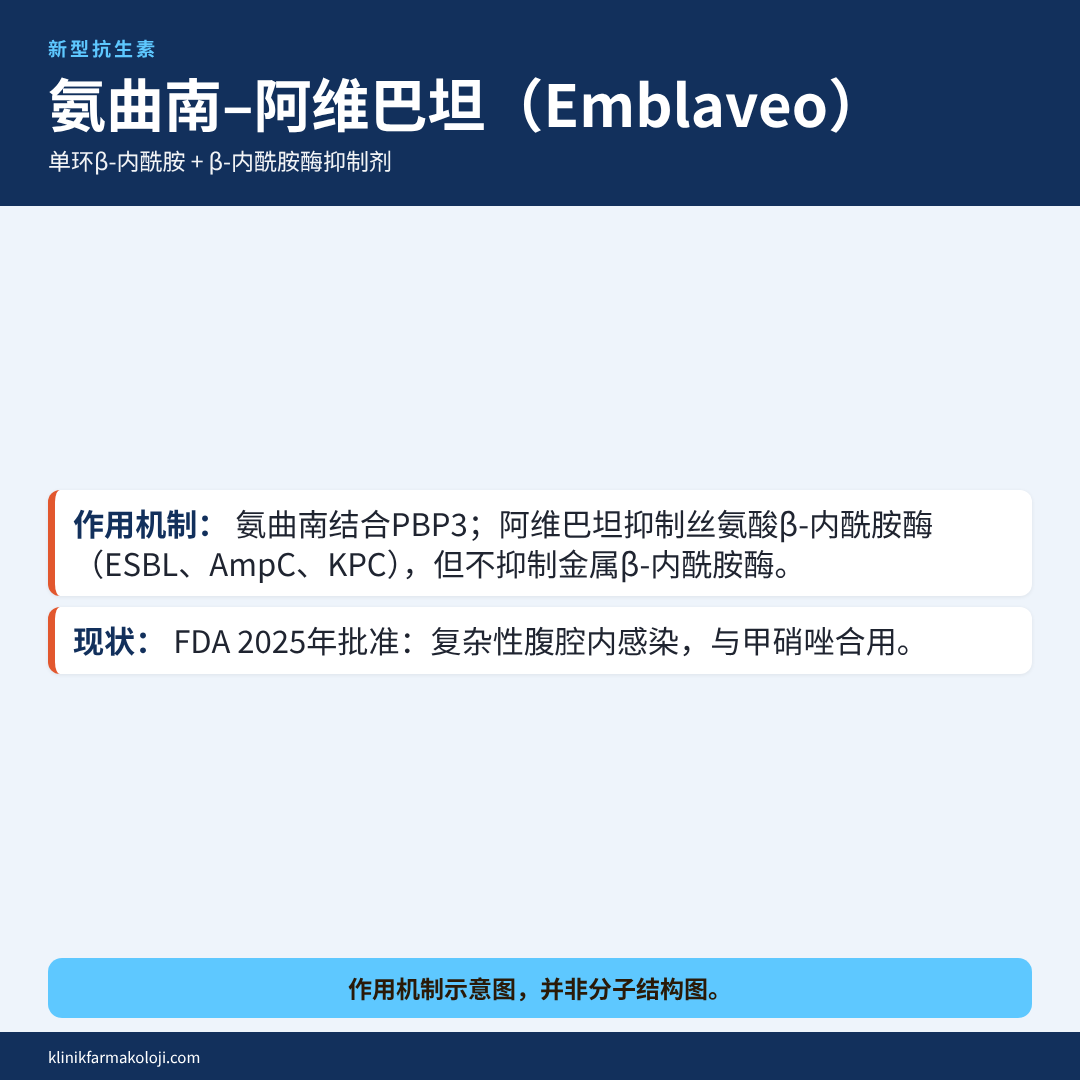 新型抗生素
氨曲南–阿维巴坦（Emblaveo）
单环β-内酰胺 + β-内酰胺酶抑制剂
作用机制： 氨曲南结合PBP3；阿维巴坦抑制丝氨酸β-内酰胺酶
（ESBL、AmpC、KPC），但不抑制金属β-内酰胺酶。
现状： FDA 2025年批准：复杂性腹腔内感染，与甲硝唑合用。
作用机制示意图，并非分子结构图。
klinikfarmakoloji.com